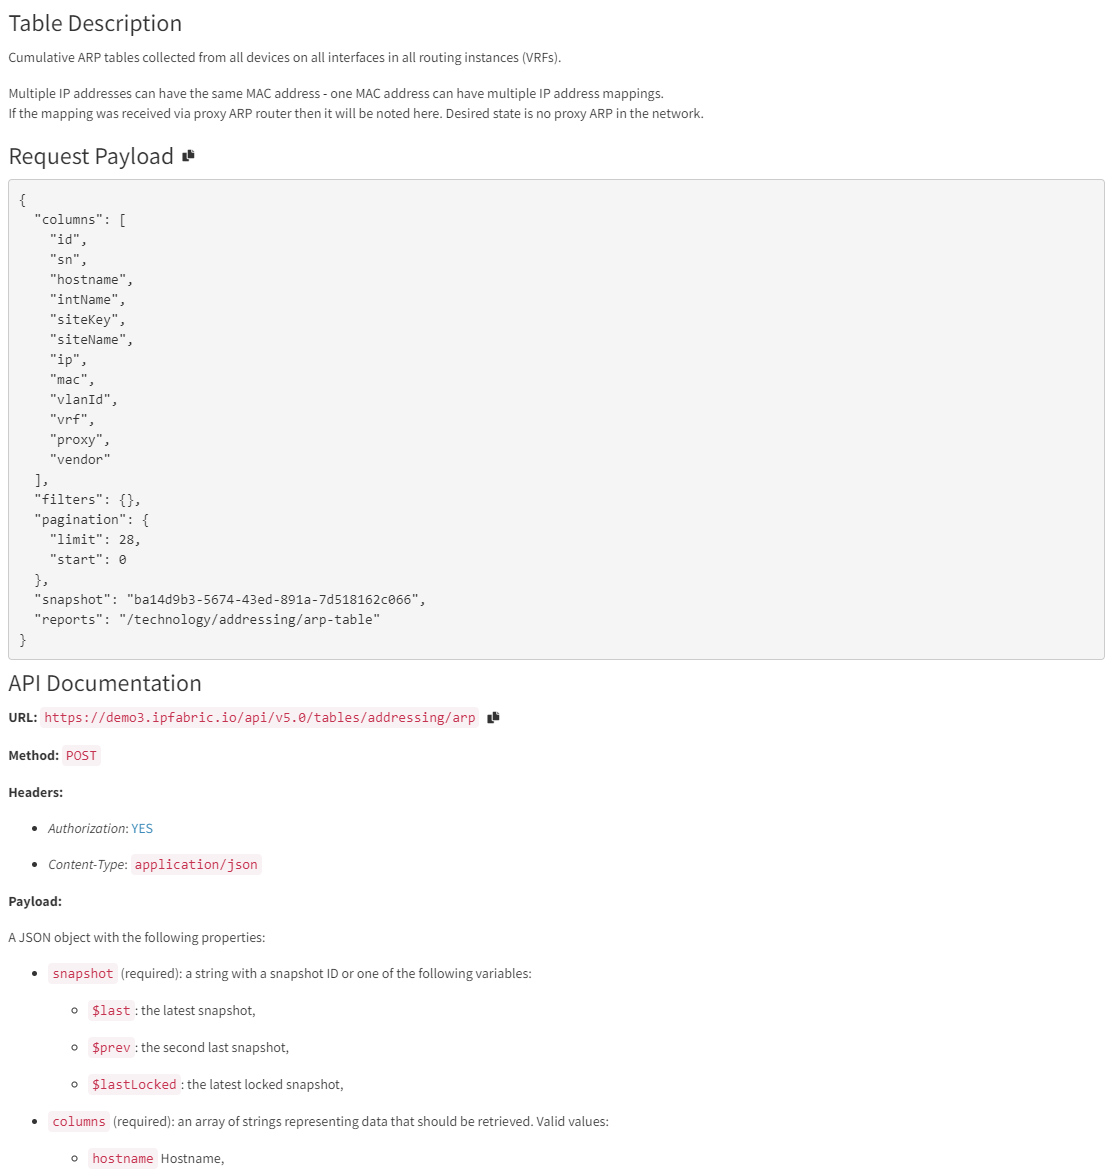 Table Description
Cumulative ARP tables collected from all devices on all interfaces in all routing instances (VRFs).
Multiple IP addresses can have the same MAC address - one MAC address can have multiple IP address mappings.
If the mapping was received via proxy ARP router then it will be noted here. Desired state is no proxy ARP in the network.
Request Payload
{
  "columns": [
    "id",
    "sn",
    "hostname",
    "intName",
    "siteKey",
    "siteName",
    "ip",
    "mac",
    "vlanId",
    "vrf",
    "proxy",
    "vendor"
  ],
  "filters": {},
  "pagination": {
    "limit": 28,
    "start": 0
  },
  "snapshot": "ba14d9b3-5674-43ed-891a-7d518162c066",
  "reports": "/technology/addressing/arp-table"
}
API Documentation
URL: https://demo3.ipfabric.io/api/v5.0/tables/addressing/arp
Method: POST
Headers:
• Authorization: YES
• Content-Type: application/json
Payload:
A JSON object with the following properties:
• snapshot (required): a string with a snapshot ID or one of the following variables:
◦ $last : the latest snapshot,
◦ $prev : the second last snapshot,
◦ $lastLocked : the latest locked snapshot,
• columns (required): an array of strings representing data that should be retrieved. Valid values:
◦ hostname Hostname,